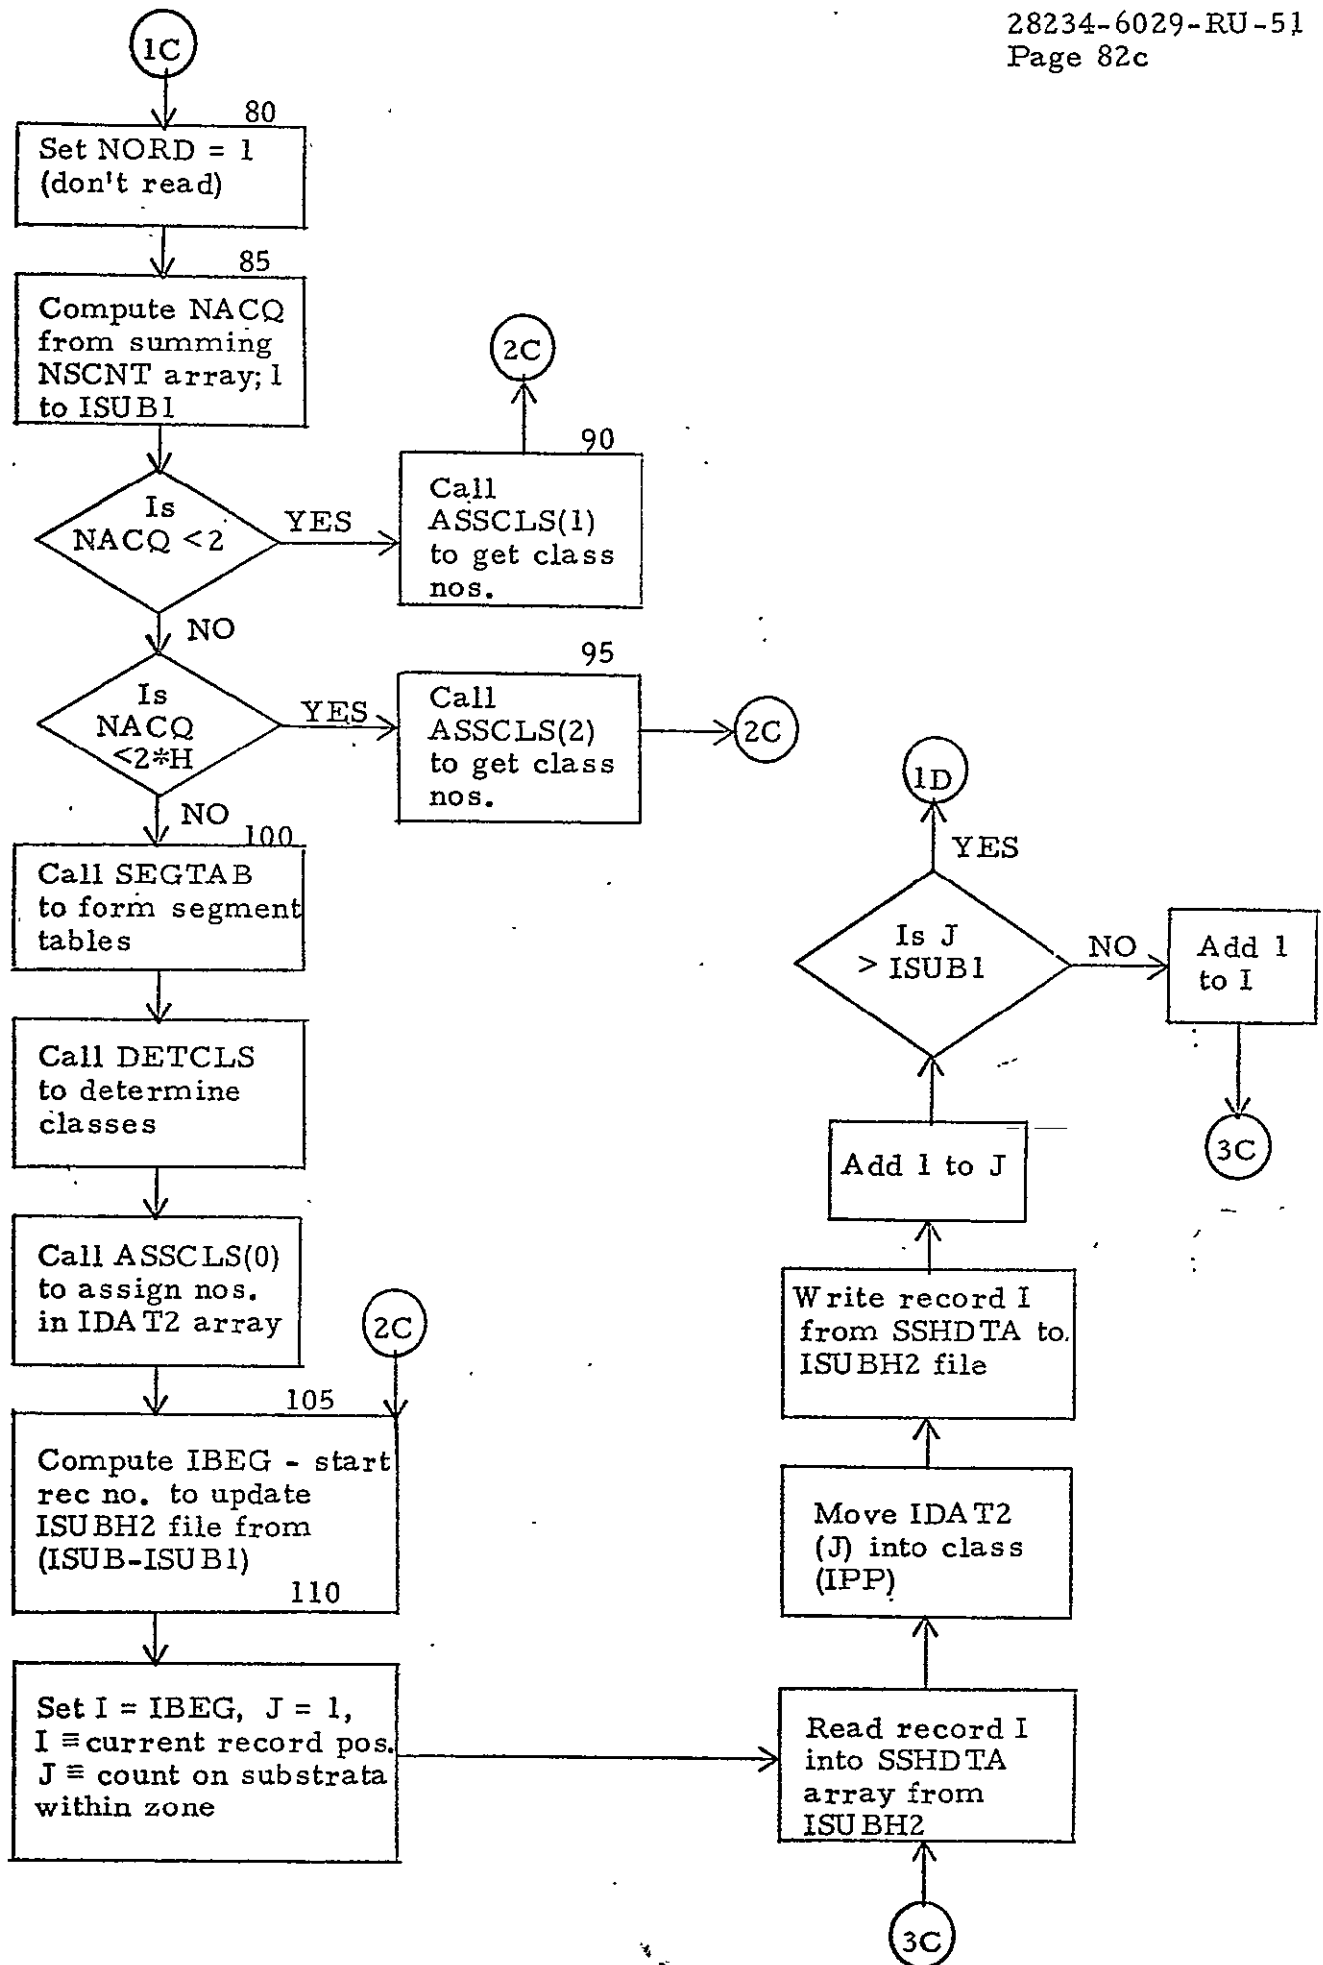 28234-6029-RU-51
Page 82c
1C
80
Set NORD = 1
(don't read)
85
Compute NACQ
from summing
NSCNT array; 1
to ISUB1
Is
NACQ <2
YES
NO
90
Call
ASSCLS(1)
to get class
nos.
2C
Is
NACQ
<2*H
YES
NO
95
Call
ASSCLS(2)
to get class
nos.
2C
100
Call SEGTAB
to form segment
tables
Call DETCLS
to determine
classes
Call ASSCLS(0)
to assign nos.
in IDAT2 array
2C
105
Compute IBEG - start
rec no. to update
ISUBH2 file from
(ISUB-ISUB1)
110
Set I = IBEG, J = 1,
I ≡ current record pos.
J ≡ count on substrata
within zone
3C
Read record I
into SSHDTA
array from
ISUBH2
Move IDAT2
(J) into class
(IPP)
Write record I
from SSHDTA to
ISUBH2 file
Add 1 to J
Is J
> ISUB1
YES
1D
NO
Add 1
to I
3C